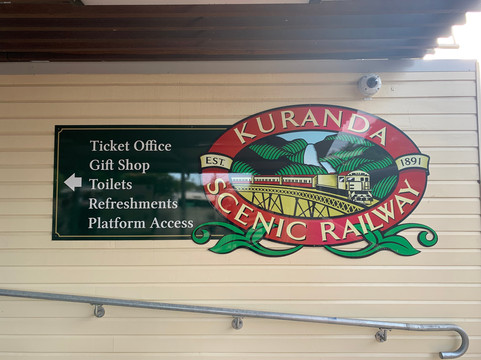 Ticket Office
Gift Shop
Toilets
Refreshments
Platform Access
KURANDA
EST. 1891
SCENIC RAILWAY